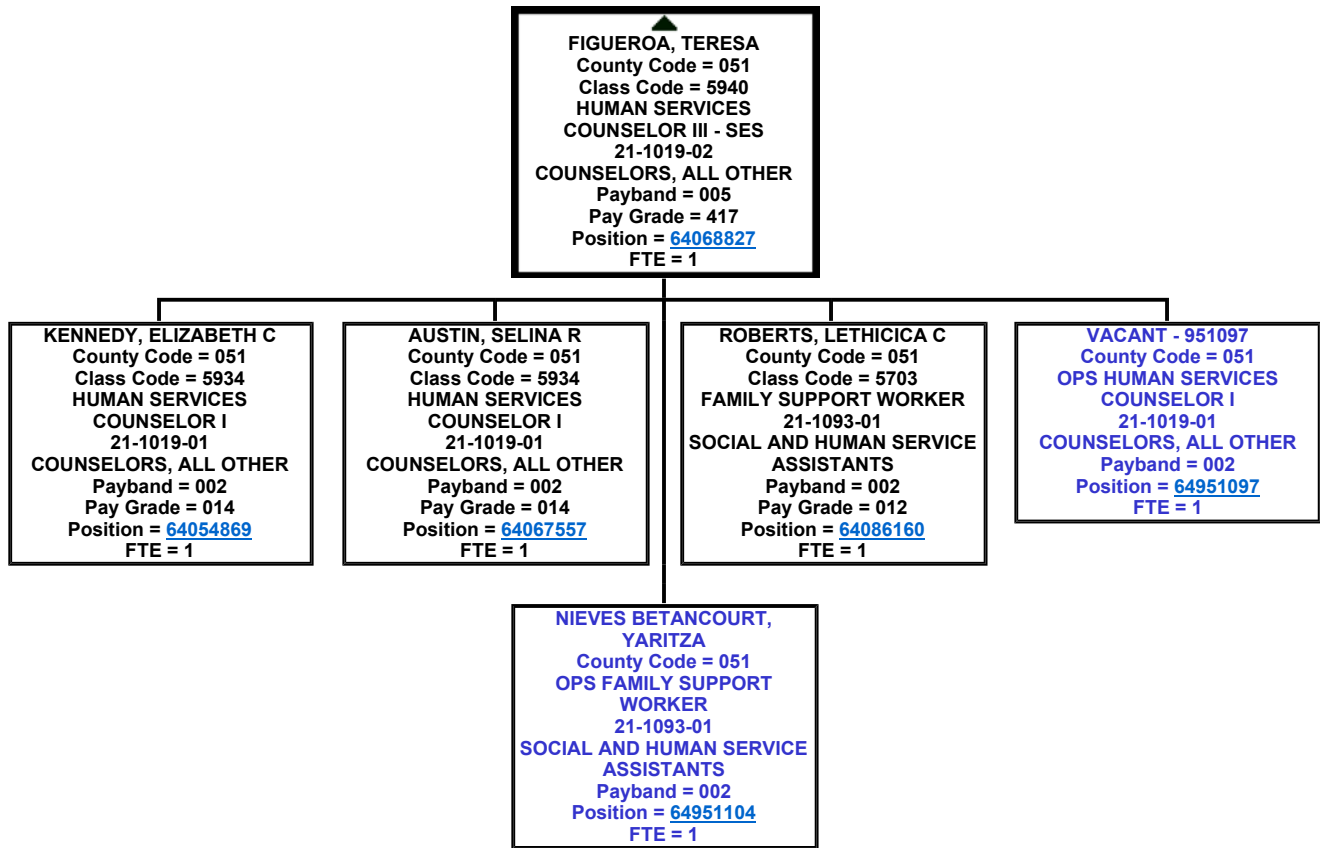 FIGUEROA, TERESA
County Code = 051
Class Code = 5940
HUMAN SERVICES
COUNSELOR III - SES
21-1019-02
COUNSELORS, ALL OTHER
Payband = 005
Pay Grade = 417
Position = 64068827
FTE = 1
KENNEDY, ELIZABETH C
County Code = 051
Class Code = 5934
HUMAN SERVICES
COUNSELOR I
21-1019-01
COUNSELORS, ALL OTHER
Payband = 002
Pay Grade = 014
Position = 64054869
FTE = 1
AUSTIN, SELINA R
County Code = 051
Class Code = 5934
HUMAN SERVICES
COUNSELOR I
21-1019-01
COUNSELORS, ALL OTHER
Payband = 002
Pay Grade = 014
Position = 64067557
FTE = 1
ROBERTS, LETHICICA C
County Code = 051
Class Code = 5703
FAMILY SUPPORT WORKER
21-1093-01
SOCIAL AND HUMAN SERVICE
ASSISTANTS
Payband = 002
Pay Grade = 012
Position = 64086160
FTE = 1
VACANT - 951097
County Code = 051
OPS HUMAN SERVICES
COUNSELOR I
21-1019-01
COUNSELORS, ALL OTHER
Payband = 002
Position = 64951097
FTE = 1
NIEVES BETANCOURT,
YARITZA
County Code = 051
OPS FAMILY SUPPORT
WORKER
21-1093-01
SOCIAL AND HUMAN SERVICE
ASSISTANTS
Payband = 002
Position = 64951104
FTE = 1